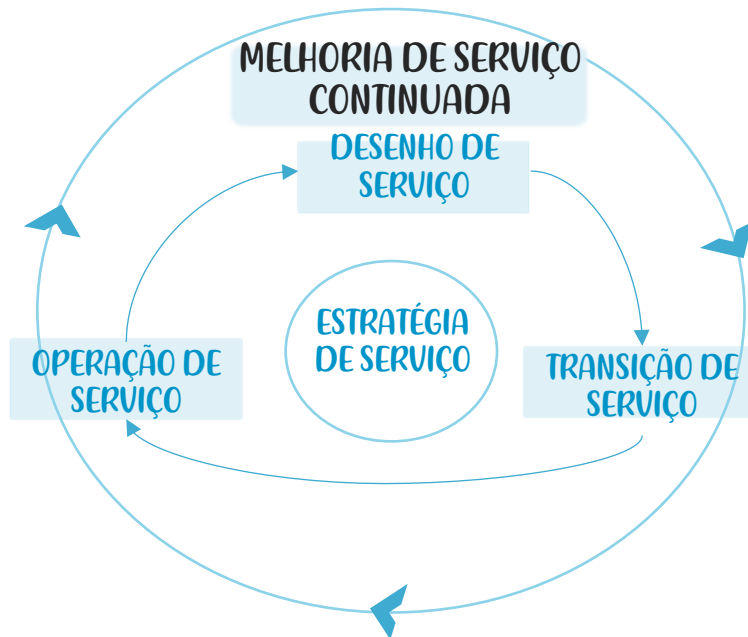 MELHORIA DE SERVIÇO
CONTINUADA
DESENHO DE
SERVIÇO
ESTRATÉGIA
DE SERVIÇO
OPERAÇÃO DE
SERVIÇO
TRANSIÇÃO DE
SERVIÇO